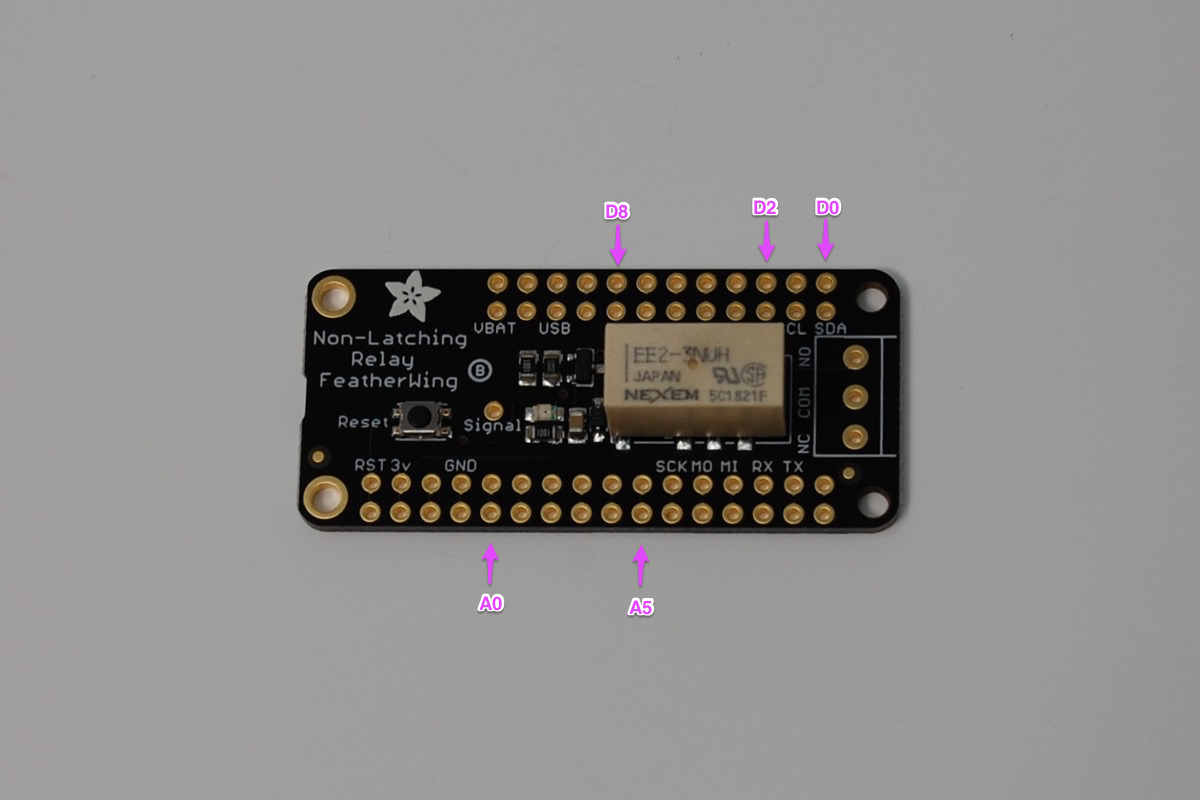 D8 D2 D0
VBAT USB CL SDA
Non-Latching
Relay
FeatherWing
B
EE2-3NUH
JAPAN
NEXEM 5C1821F
NO
COM
NC
Reset
Signal
1001
RST 3v GND SCK MO MI RX TX
A0 A5